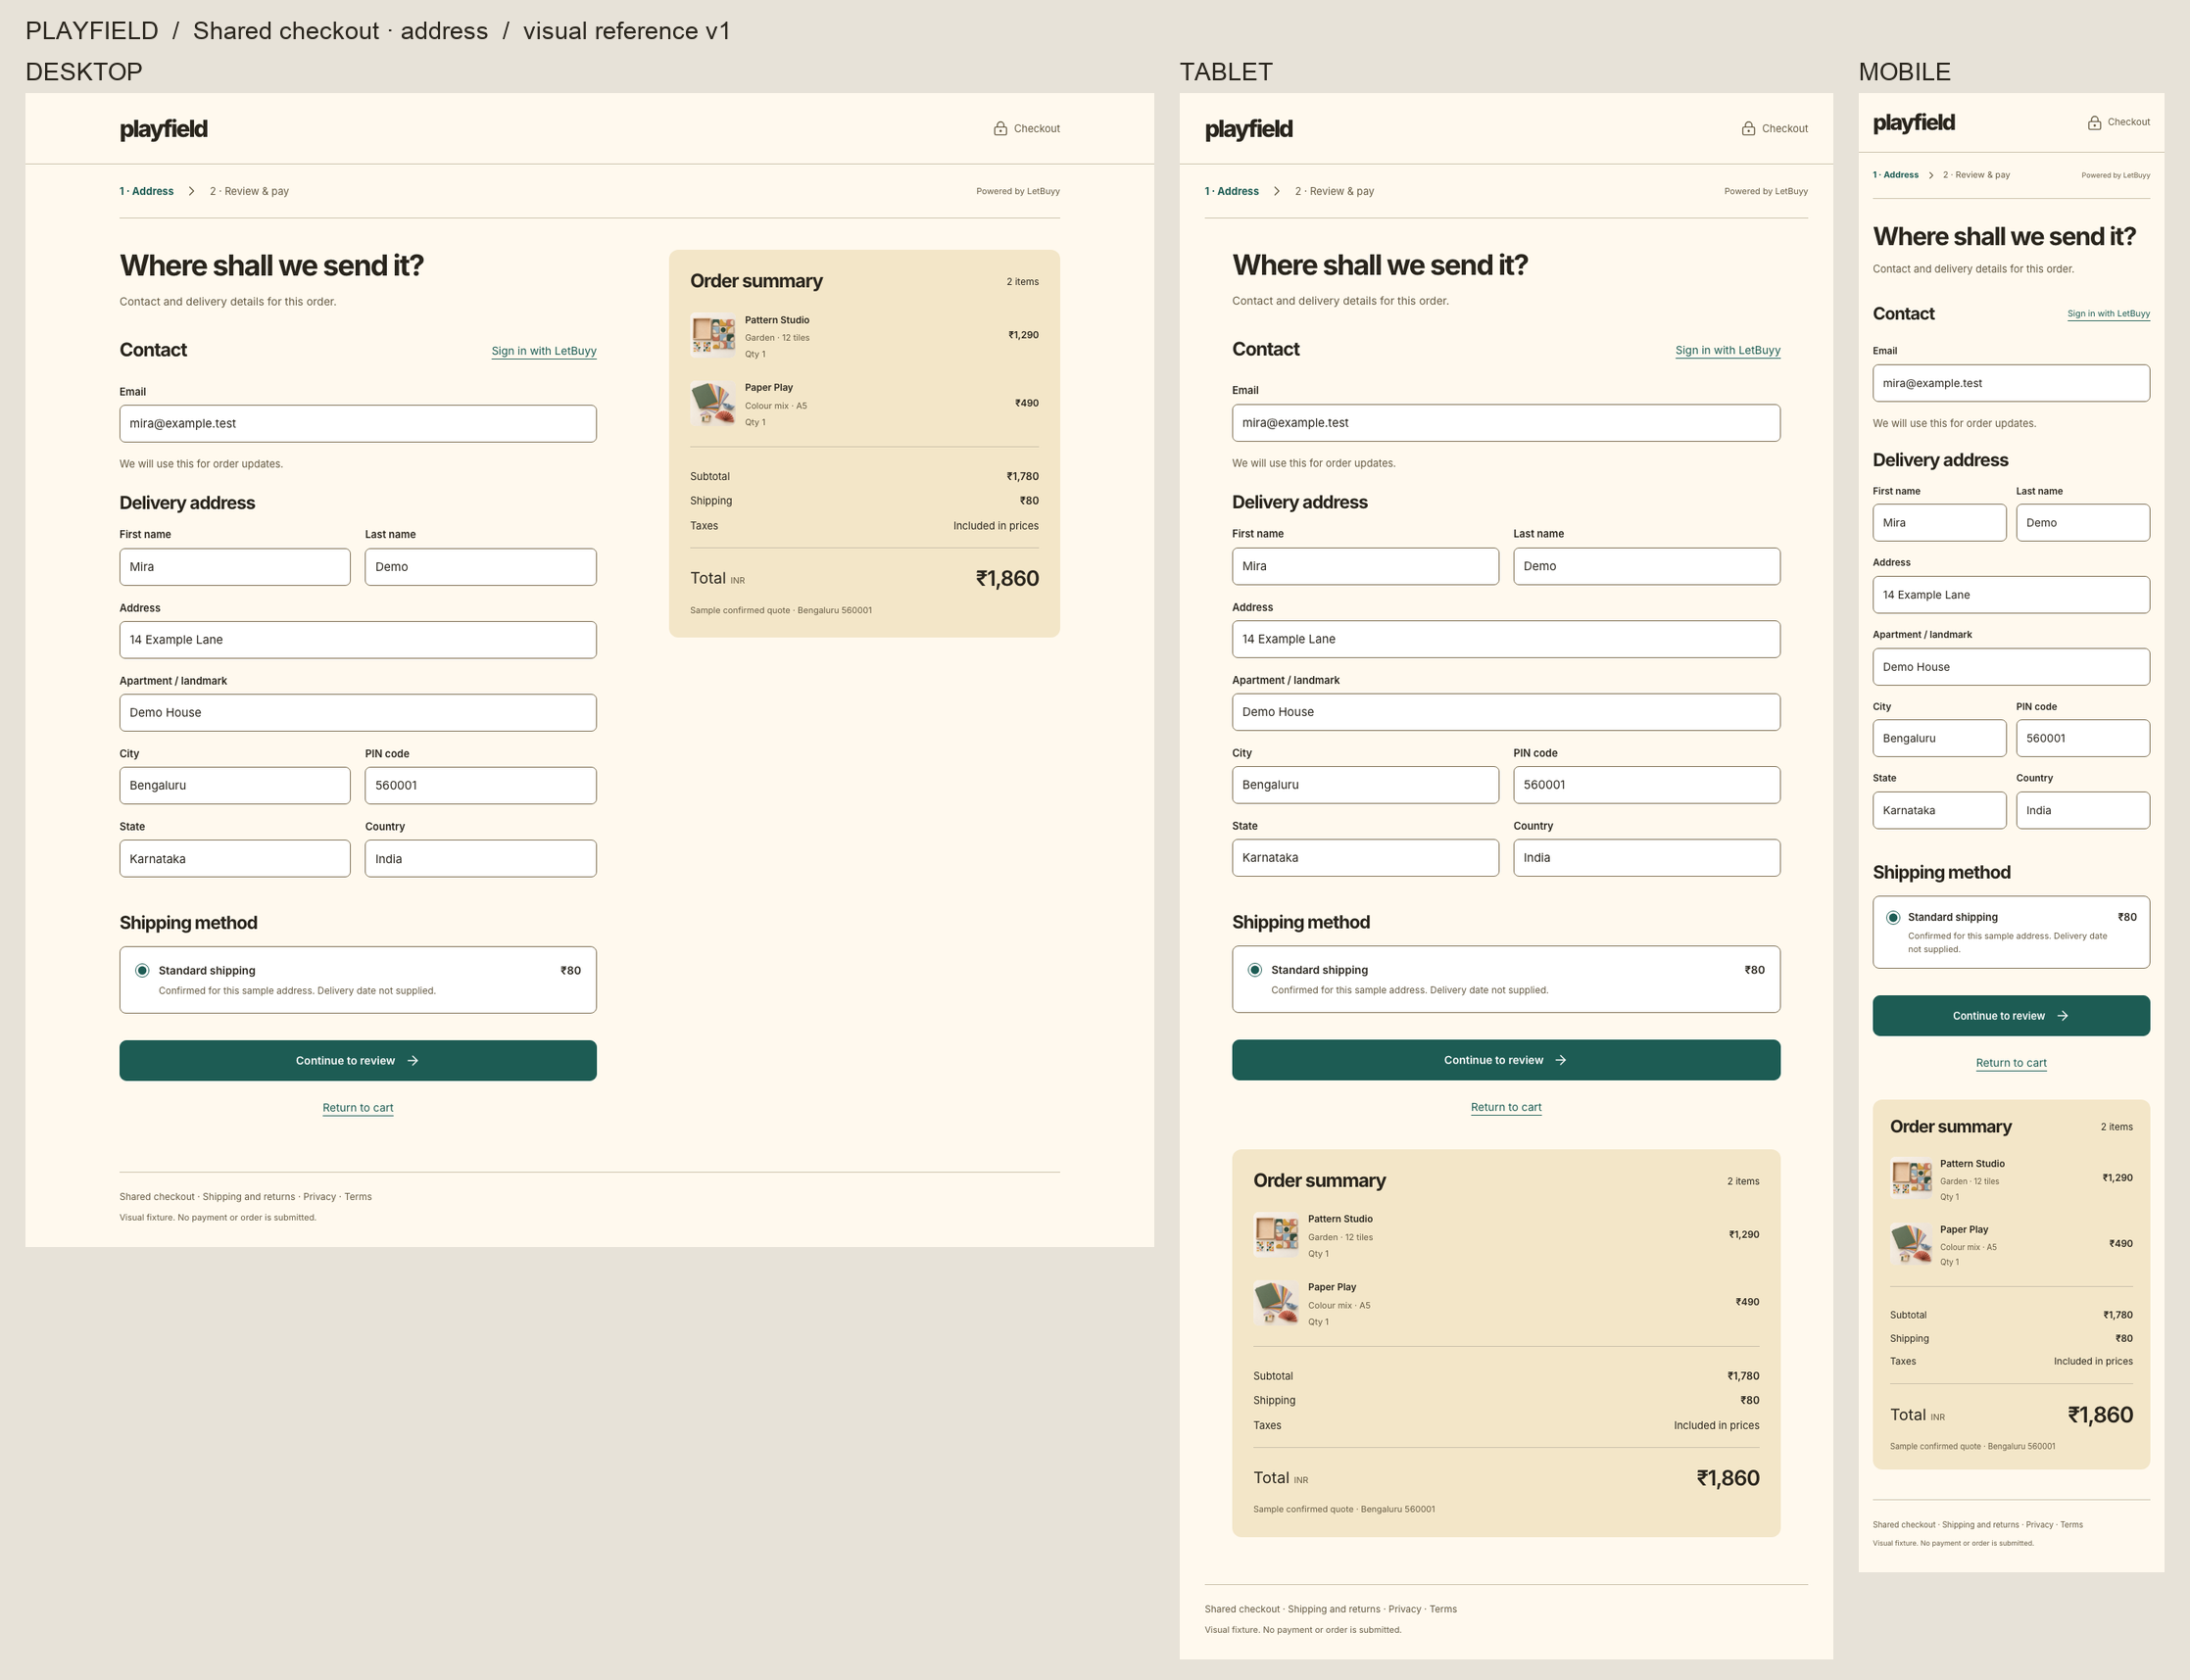 PLAYFIELD / Shared checkout · address / visual reference v1
DESKTOP
playfield
Checkout
1 · Address
2 · Review & pay
Powered by LetBuyy
Where shall we send it?
Contact and delivery details for this order.
Contact
Sign in with LetBuyy
Email
mira@example.test
We will use this for order updates.
Delivery address
First name
Last name
Mira
Demo
Address
14 Example Lane
Apartment / landmark
Demo House
City
PIN code
Bengaluru
560001
State
Country
Karnataka
India
Shipping method
Standard shipping
₹80
Confirmed for this sample address. Delivery date not supplied.
Continue to review
Return to cart
Order summary
2 items
Pattern Studio
Garden · 12 tiles
Qty 1
₹1,290
Paper Play
Colour mix · A5
Qty 1
₹490
Subtotal
₹1,780
Shipping
₹80
Taxes
Included in prices
Total INR
₹1,860
Sample confirmed quote · Bengaluru 560001
Shared checkout · Shipping and returns · Privacy · Terms
Visual fixture. No payment or order is submitted.
TABLET
playfield
Checkout
1 · Address
2 · Review & pay
Powered by LetBuyy
Where shall we send it?
Contact and delivery details for this order.
Contact
Sign in with LetBuyy
Email
mira@example.test
We will use this for order updates.
Delivery address
First name
Last name
Mira
Demo
Address
14 Example Lane
Apartment / landmark
Demo House
City
PIN code
Bengaluru
560001
State
Country
Karnataka
India
Shipping method
Standard shipping
₹80
Confirmed for this sample address. Delivery date not supplied.
Continue to review
Return to cart
Order summary
2 items
Pattern Studio
Garden · 12 tiles
Qty 1
₹1,290
Paper Play
Colour mix · A5
Qty 1
₹490
Subtotal
₹1,780
Shipping
₹80
Taxes
Included in prices
Total INR
₹1,860
Sample confirmed quote · Bengaluru 560001
Shared checkout · Shipping and returns · Privacy · Terms
Visual fixture. No payment or order is submitted.
MOBILE
playfield
Checkout
1 · Address
2 · Review & pay
Powered by LetBuyy
Where shall we send it?
Contact and delivery details for this order.
Contact
Sign in with LetBuyy
Email
mira@example.test
We will use this for order updates.
Delivery address
First name
Last name
Mira
Demo
Address
14 Example Lane
Apartment / landmark
Demo House
City
PIN code
Bengaluru
560001
State
Country
Karnataka
India
Shipping method
Standard shipping
₹80
Confirmed for this sample address. Delivery date
not supplied.
Continue to review
Return to cart
Order summary
2 items
Pattern Studio
Garden · 12 tiles
Qty 1
₹1,290
Paper Play
Colour mix · A5
Qty 1
₹490
Subtotal
₹1,780
Shipping
₹80
Taxes
Included in prices
Total INR
₹1,860
Sample confirmed quote · Bengaluru 560001
Shared checkout · Shipping and returns · Privacy · Terms
Visual fixture. No payment or order is submitted.